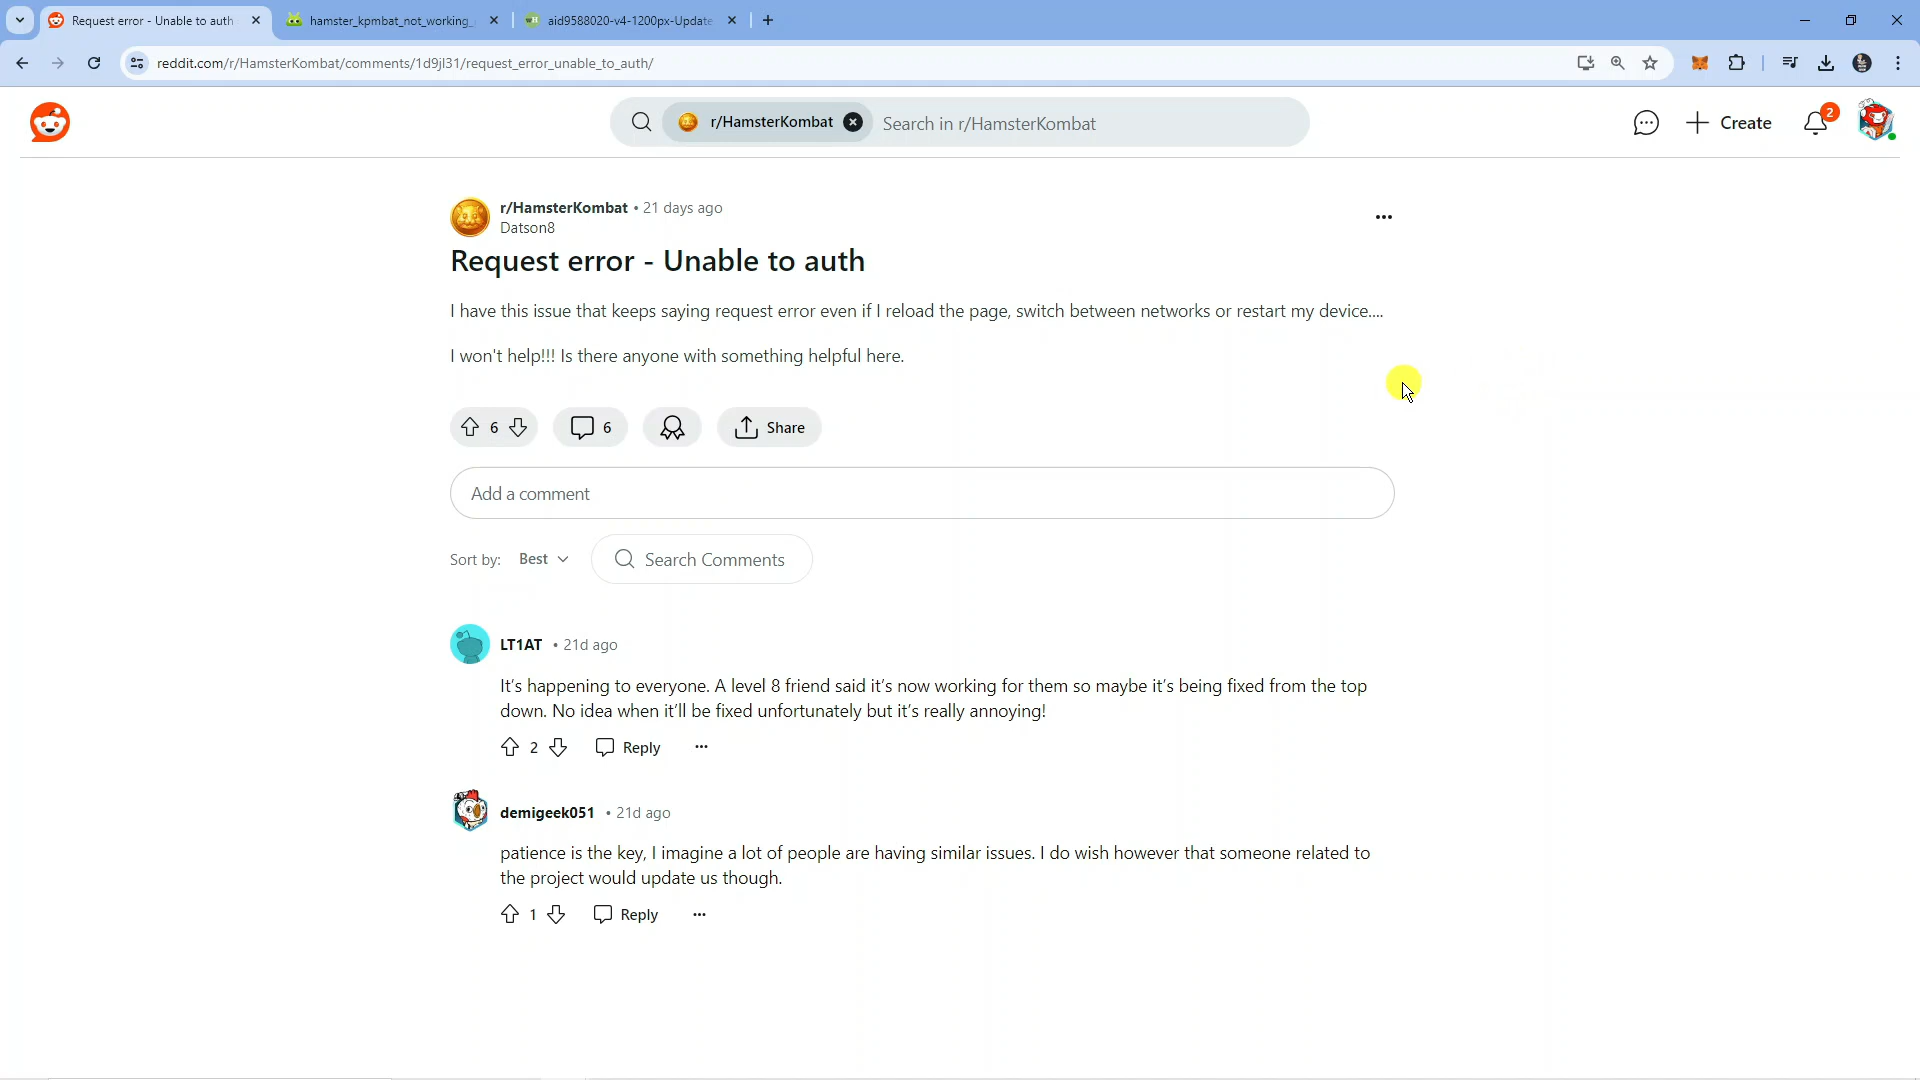 Request error - Unable to auth
hamster_kpmbat_not_working_
aid9588020-v4-1200px-Update
reddit.com/r/HamsterKombat/comments/1d9jl31/request_error_unable_to_auth/
r/HamsterKombat
Search in r/HamsterKombat
Create
2
r/HamsterKombat • 21 days ago
Datson8
Request error - Unable to auth
I have this issue that keeps saying request error even if I reload the page, switch between networks or restart my device....
I won't help!!! Is there anyone with something helpful here.
6
6
Share
Add a comment
Sort by: Best
Search Comments
LT1AT • 21d ago
It's happening to everyone. A level 8 friend said it's now working for them so maybe it's being fixed from the top
down. No idea when it'll be fixed unfortunately but it's really annoying!
2
Reply
demigeek051 • 21d ago
patience is the key, I imagine a lot of people are having similar issues. I do wish however that someone related to
the project would update us though.
1
Reply